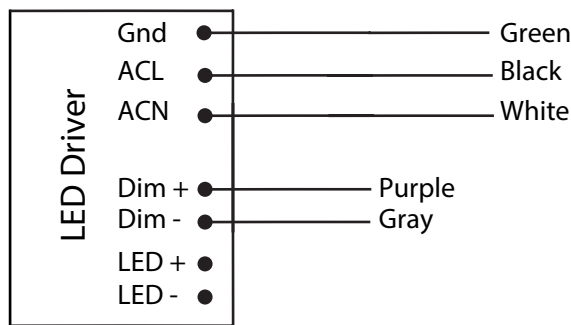 LED Driver
Gnd Green
ACL Black
ACN White
Dim + Purple
Dim - Gray
LED +
LED -